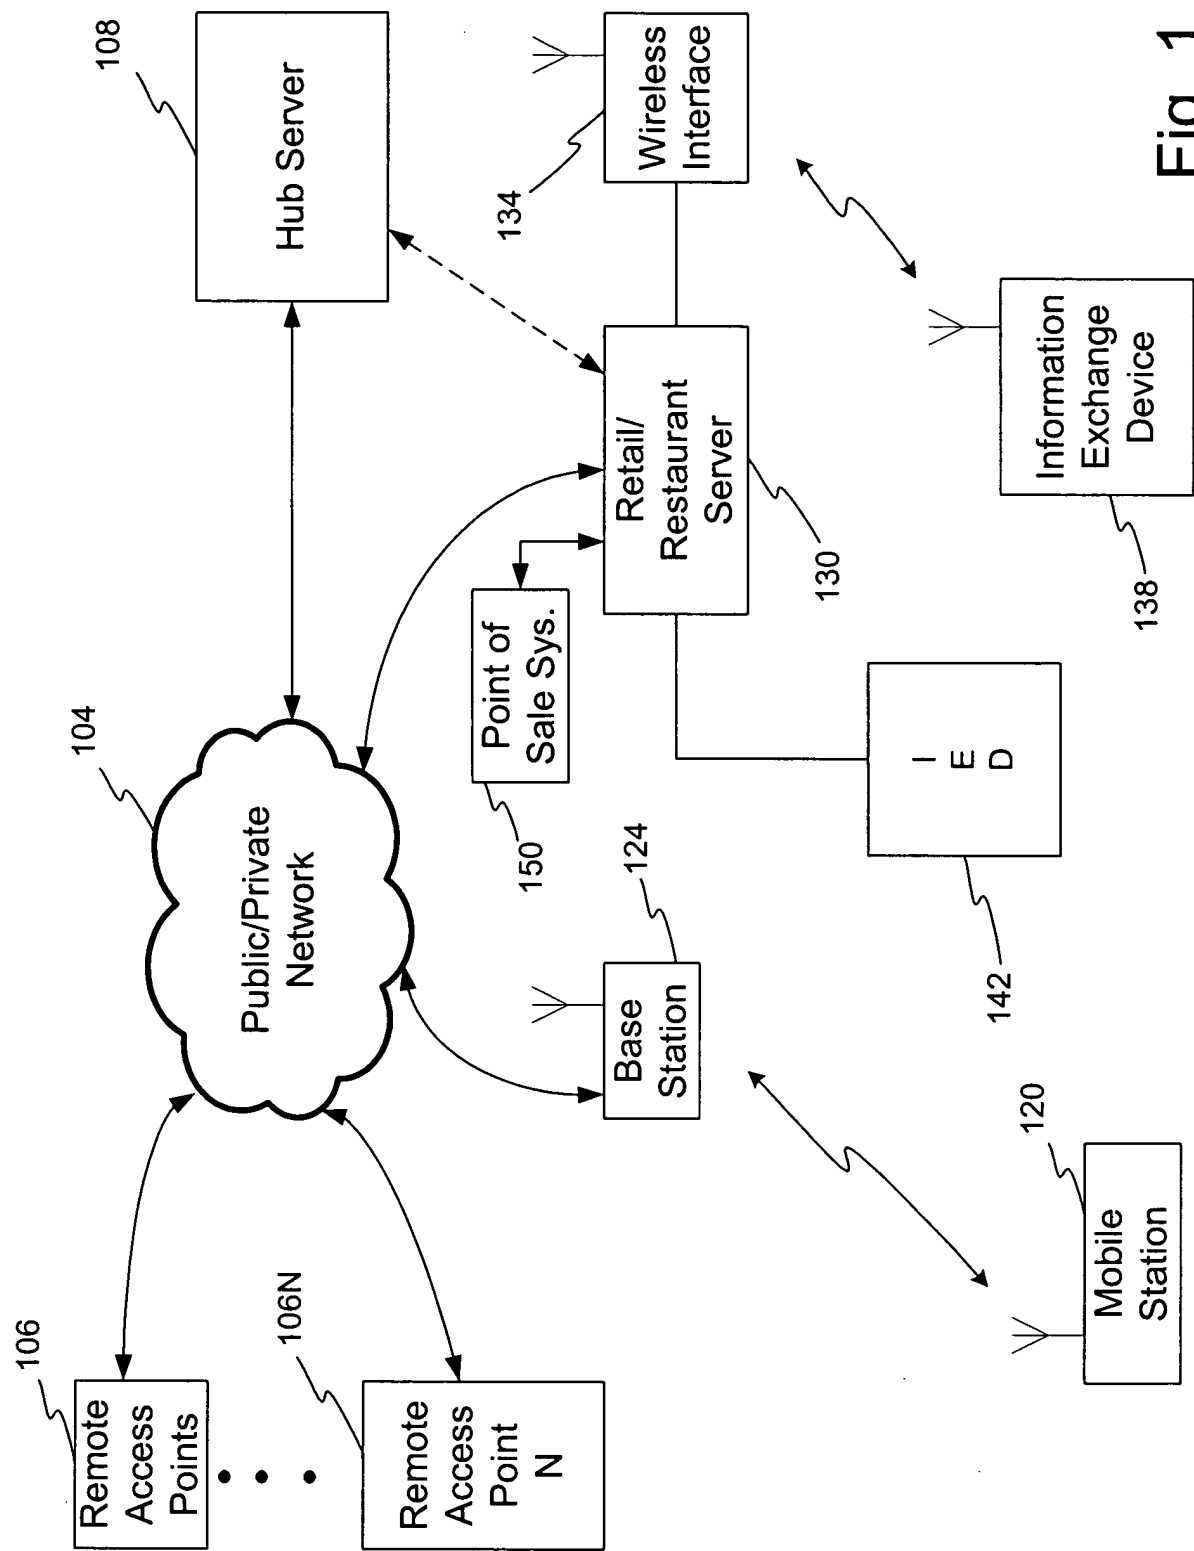 106
Remote
Access
Points
106N
Remote
Access
Point
N
104
Public/Private
Network
108
Hub Server
150
Point of
Sale Sys.
124
Base
Station
120
Mobile
Station
Retail/
Restaurant
Server
130
134
Wireless
Interface
I
E
D
142
Information
Exchange
Device
138
Fig. 1